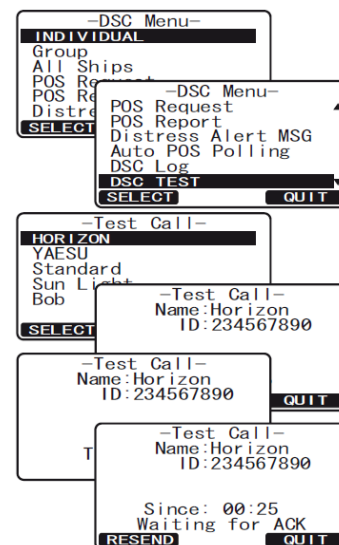 -DSC Menu-
INDIVIDUAL
Group
All Ships
POS Request
POS Re
Distre
SELECT
-DSC Menu-
POS Request
POS Report
Distress Alert MSG
Auto POS Polling
DSC Log
DSC TEST
SELECT QUIT
-Test Call-
HORIZON
YAESU
Standard
Sun Light
Bob
SELECT
-Test Call-
Name:Horizon
ID:234567890
QUIT
-Test Call-
Name:Horizon
ID:234567890
T
-Test Call-
Name:Horizon
ID:234567890
Since: 00:25
Waiting for ACK
RESEND QUIT